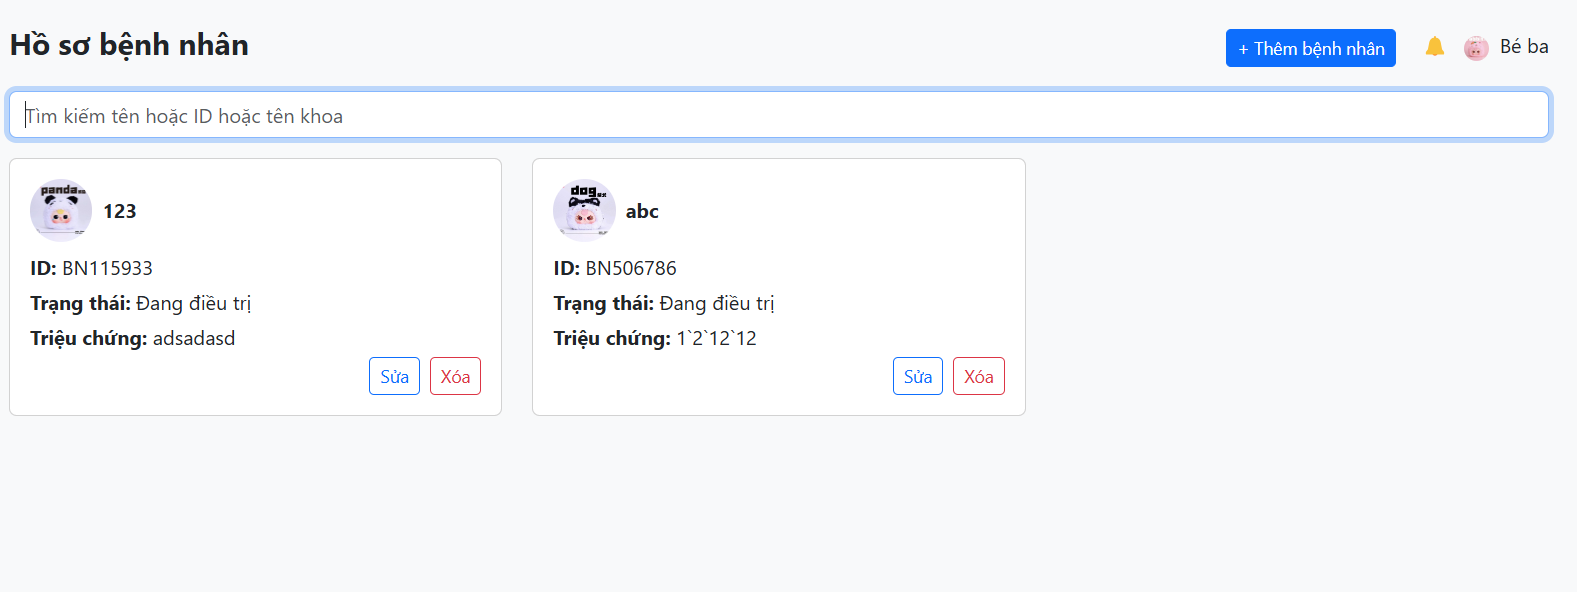 Hồ sơ bệnh nhân
+ Thêm bệnh nhân
Bé ba
Tìm kiếm tên hoặc ID hoặc tên khoa
panda
123
ID: BN115933
Trạng thái: Đang điều trị
Triệu chứng: adsadasd
Sửa Xóa
dog
abc
ID: BN506786
Trạng thái: Đang điều trị
Triệu chứng: 1`2`12`12
Sửa Xóa